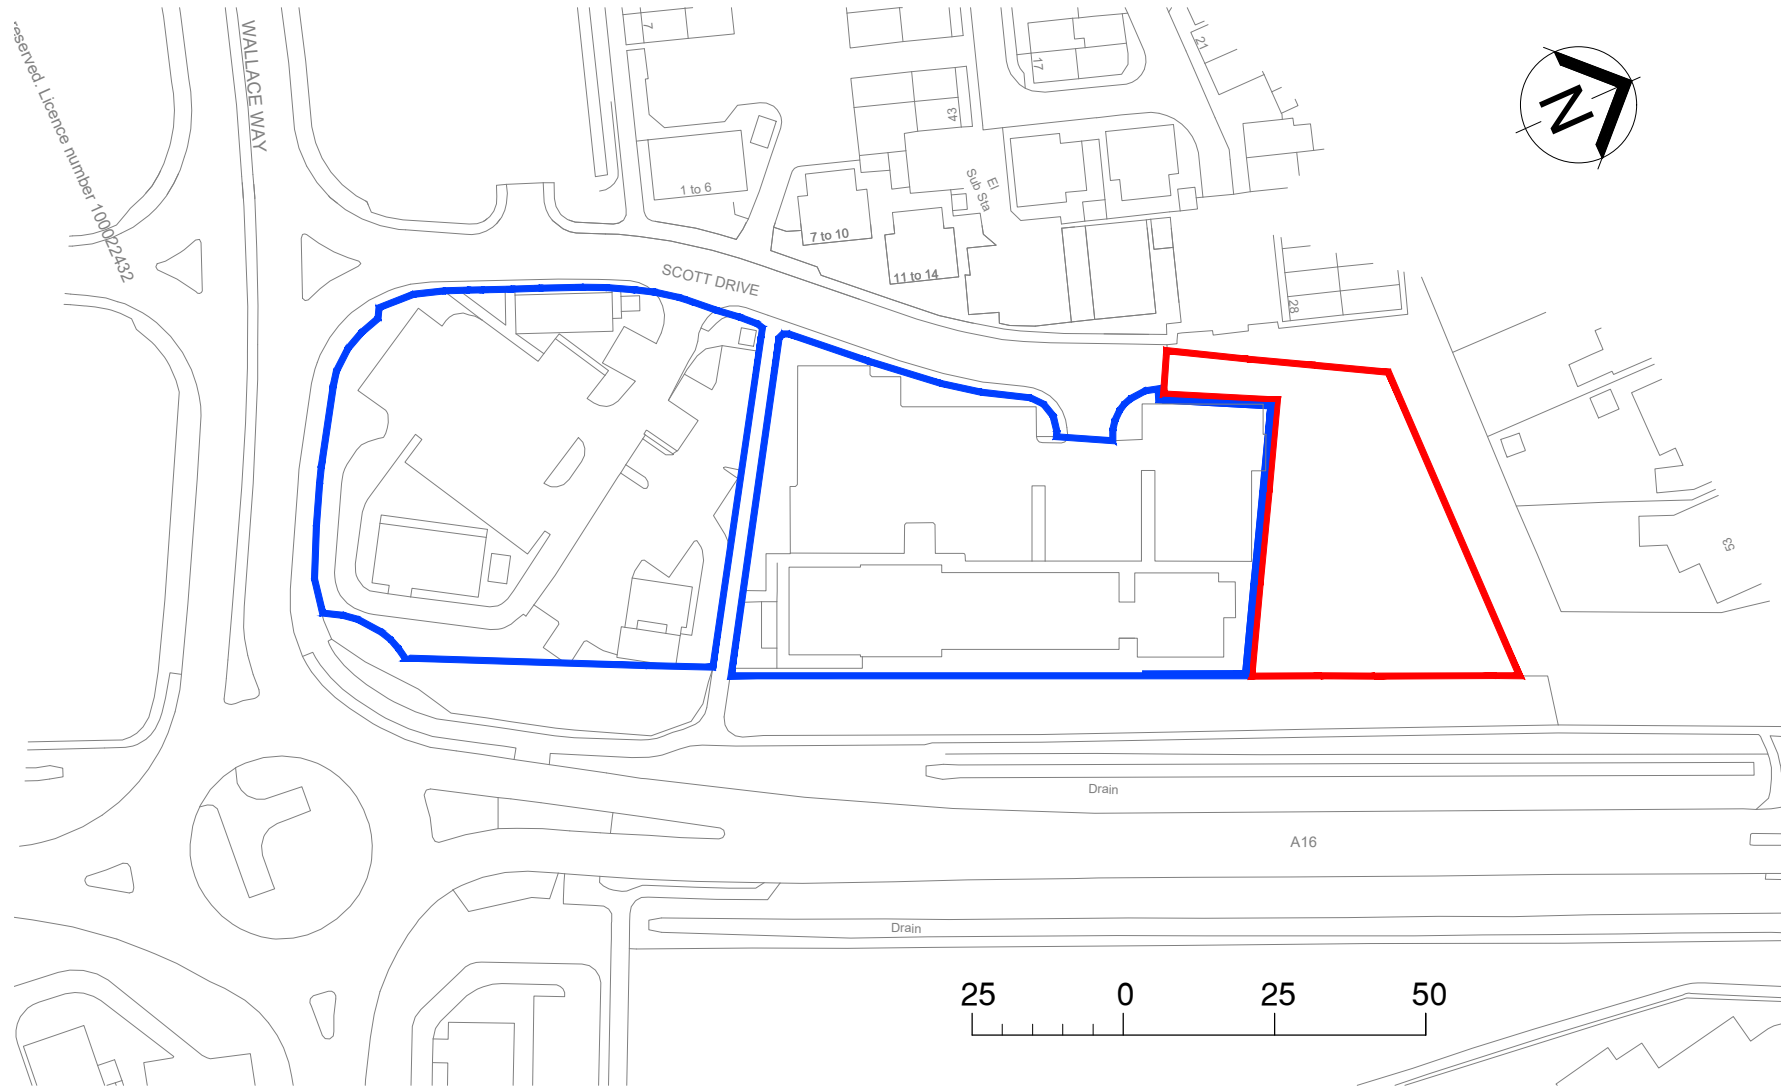 eserved. Licence number 100022432
WALLACE WAY
7
17
21
43
1 to 6
El
Sub Sta
7 to 10
11 to 14
SCOTT DRIVE
28
53
N
Drain
A16
Drain
25 0 25 50